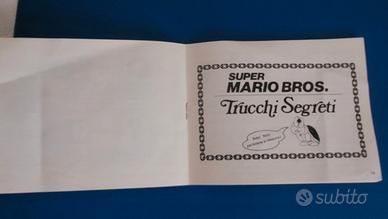 SUPER
MARIO BROS.
Trucchi Segreti
subito